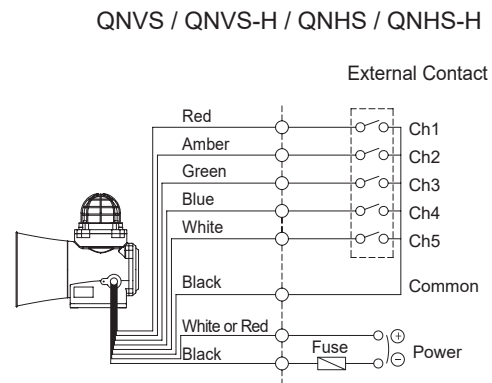 QNVS / QNVS-H / QNHS / QNHS-H
External Contact
Red
Ch1
Amber
Ch2
Green
Ch3
Blue
Ch4
White
Ch5
Black
Common
White or Red
Fuse
Power
Black